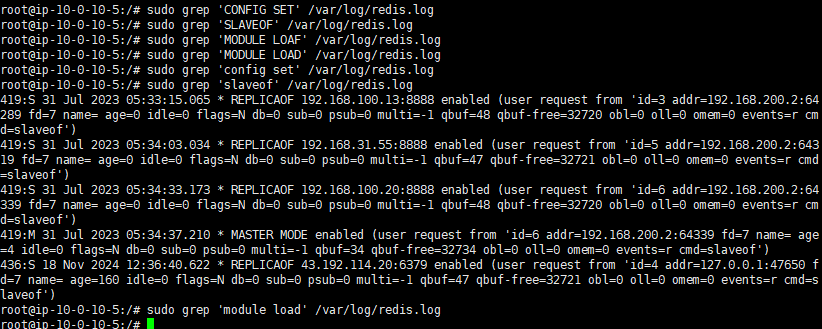 root@ip-10-0-10-5:/# sudo grep 'CONFIG SET' /var/log/redis.log
root@ip-10-0-10-5:/# sudo grep 'SLAVEOF' /var/log/redis.log
root@ip-10-0-10-5:/# sudo grep 'MODULE LOAF' /var/log/redis.log
root@ip-10-0-10-5:/# sudo grep 'MODULE LOAD' /var/log/redis.log
root@ip-10-0-10-5:/# sudo grep 'config set' /var/log/redis.log
root@ip-10-0-10-5:/# sudo grep 'slaveof' /var/log/redis.log
419:S 31 Jul 2023 05:33:15.065 * REPLICAOF 192.168.100.13:8888 enabled (user request from 'id=3 addr=192.168.200.2:64
289 fd=7 name= age=0 idle=0 flags=N db=0 sub=0 psub=0 multi=-1 qbuf=48 qbuf-free=32720 obl=0 oll=0 omem=0 events=r cm
d=slaveof')
419:S 31 Jul 2023 05:34:03.034 * REPLICAOF 192.168.31.55:8888 enabled (user request from 'id=5 addr=192.168.200.2:643
19 fd=7 name= age=0 idle=0 flags=N db=0 sub=0 psub=0 multi=-1 qbuf=47 qbuf-free=32721 obl=0 oll=0 omem=0 events=r cmd
=slaveof')
419:S 31 Jul 2023 05:34:33.173 * REPLICAOF 192.168.100.20:8888 enabled (user request from 'id=6 addr=192.168.200.2:64
339 fd=7 name= age=0 idle=0 flags=N db=0 sub=0 psub=0 multi=-1 qbuf=48 qbuf-free=32720 obl=0 oll=0 omem=0 events=r cm
d=slaveof')
419:M 31 Jul 2023 05:34:37.210 * MASTER MODE enabled (user request from 'id=6 addr=192.168.200.2:64339 fd=7 name= age
=4 idle=0 flags=N db=0 sub=0 psub=0 multi=-1 qbuf=34 qbuf-free=32734 obl=0 oll=0 omem=0 events=r cmd=slaveof')
436:S 18 Nov 2024 12:36:40.622 * REPLICAOF 43.192.114.20:6379 enabled (user request from 'id=4 addr=127.0.0.1:47650 f
d=7 name= age=160 idle=0 flags=N db=0 sub=0 psub=0 multi=-1 qbuf=47 qbuf-free=32721 obl=0 oll=0 omem=0 events=r cmd=s
laveof')
root@ip-10-0-10-5:/# sudo grep 'module load' /var/log/redis.log
root@ip-10-0-10-5:/#